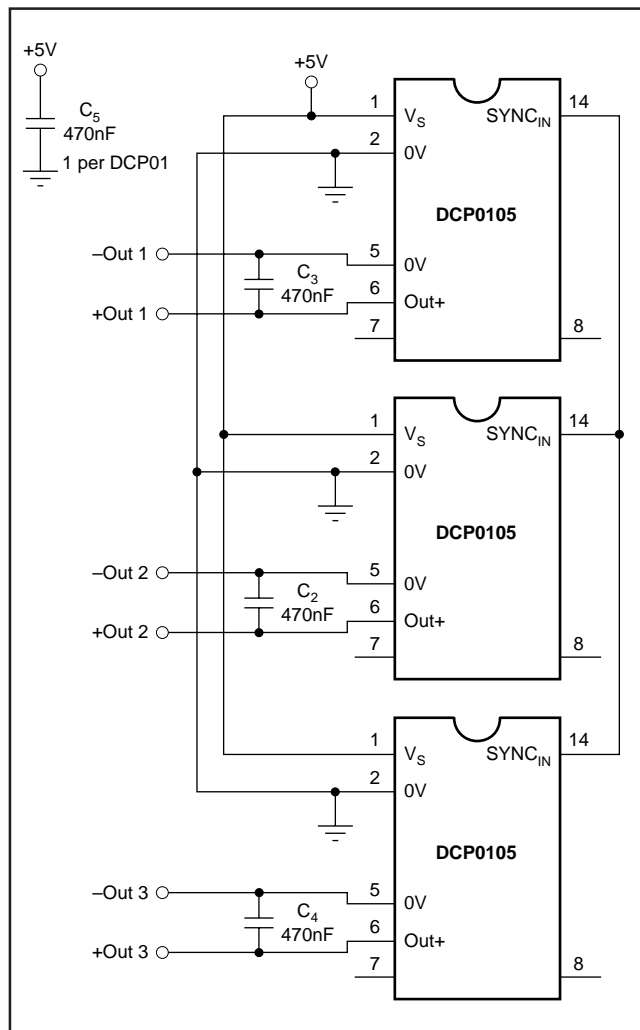 +5V
C5
470nF
1 per DCP01
+5V
1
VS
SYNCIN
14
2
0V
DCP0105
–Out 1
5
0V
C3
470nF
6
Out+
+Out 1
7
8
1
VS
SYNCIN
14
2
0V
DCP0105
–Out 2
5
0V
C2
470nF
6
Out+
+Out 2
7
8
1
VS
SYNCIN
14
2
0V
DCP0105
–Out 3
5
0V
C4
470nF
6
Out+
+Out 3
7
8